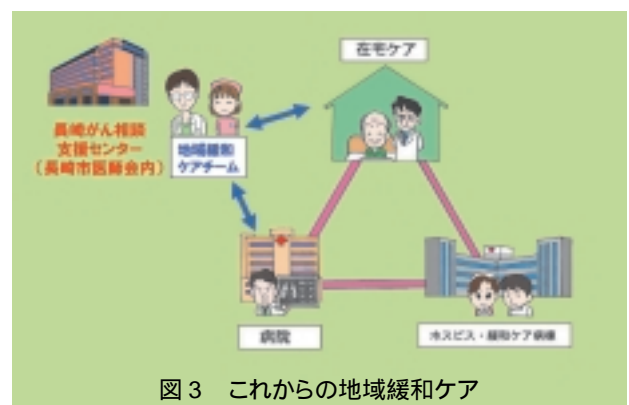 在宅ケア
長崎がん相談
支援センター
(長崎市医師会内)
地域緩和
ケアチーム
病院
ホスピス・緩和ケア病棟
図3 これからの地域緩和ケア